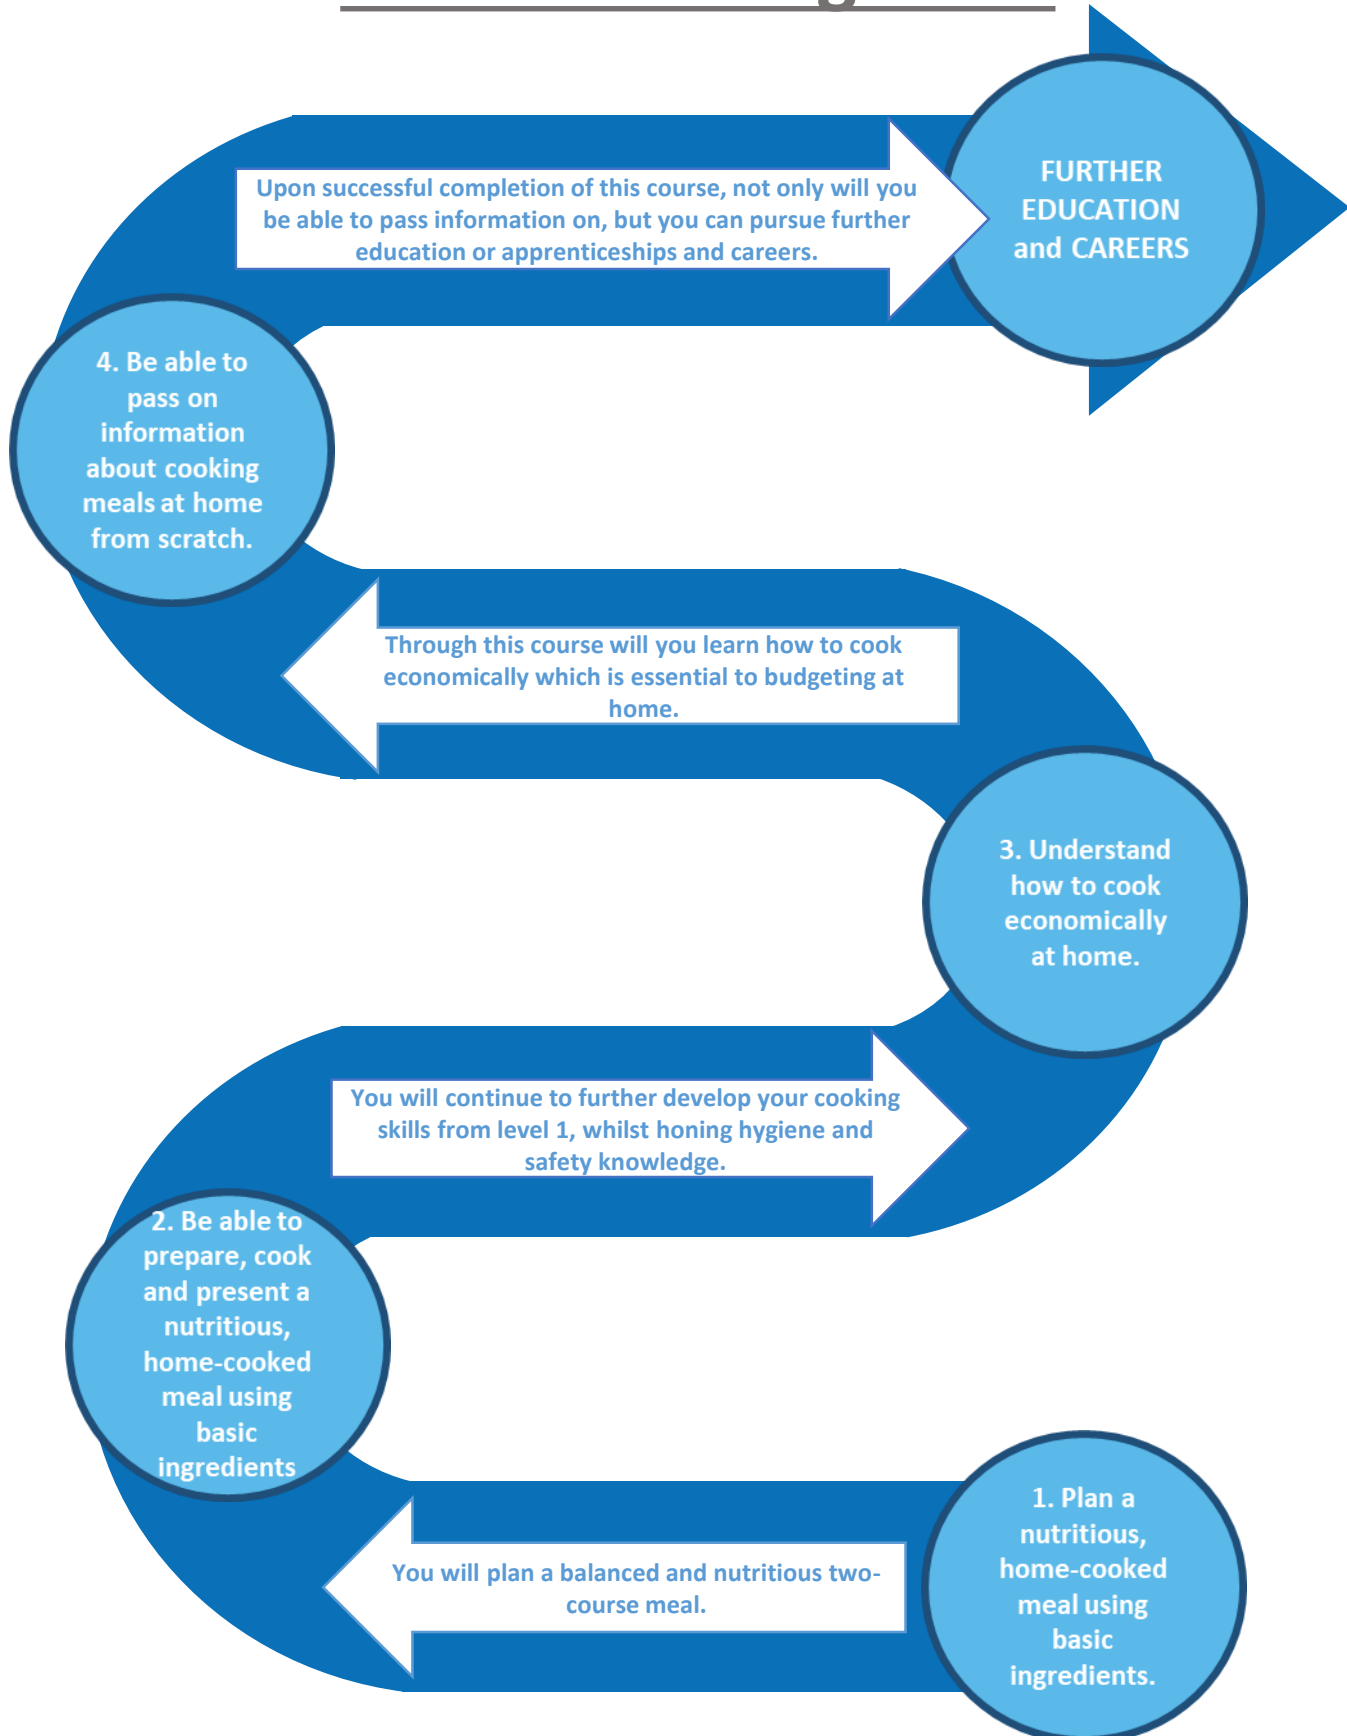 Upon successful completion of this course, not only will you
be able to pass information on, but you can pursue further
education or apprenticeships and careers.
FURTHER
EDUCATION
and CAREERS
4. Be able to
pass on
information
about cooking
meals at home
from scratch.
Through this course will you learn how to cook
economically which is essential to budgeting at
home.
3. Understand
how to cook
economically
at home.
You will continue to further develop your cooking
skills from level 1, whilst honing hygiene and
safety knowledge.
2. Be able to
prepare, cook
and present a
nutritious,
home-cooked
meal using
basic
ingredients
You will plan a balanced and nutritious two-
course meal.
1. Plan a
nutritious,
home-cooked
meal using
basic
ingredients.